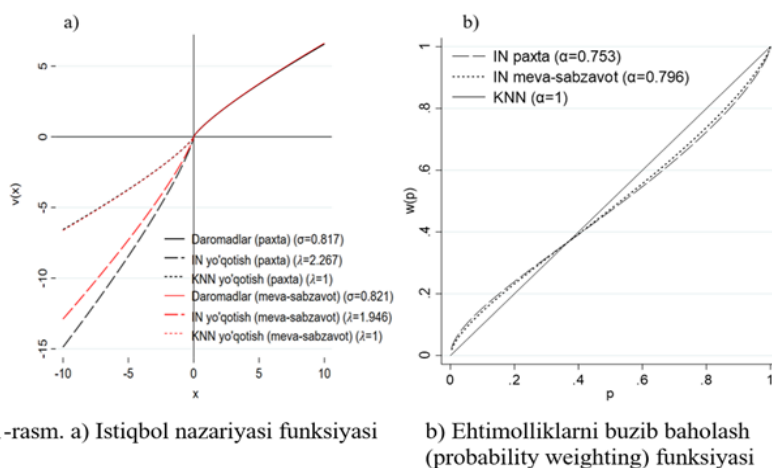 a)
5
0
-5
-10
-15
v(x)
Daromadlar (paxta) (σ=0.817)
IN yo'qotish (paxta) (λ=2.267)
KNN yo'qotish (paxta) (λ=1)
Daromadlar (meva-sabzavot) (σ=0.821)
IN yo'qotish (meva-sabzavot) (λ=1.946)
KNN yo'qotish (meva-sabzavot) (λ=1)
-10 -5 0 5 10
x
b)
1
.8
.6
.4
.2
0
w(p)
IN paxta (α=0.753)
IN meva-sabzavot (α=0.796)
KNN (α=1)
0 .2 .4 .6 .8 1
p
-rasm. a) Istiqbol nazariyasi funksiyasi
b) Ehtimolliklarni buzib baholash
(probability weighting) funksiyasi